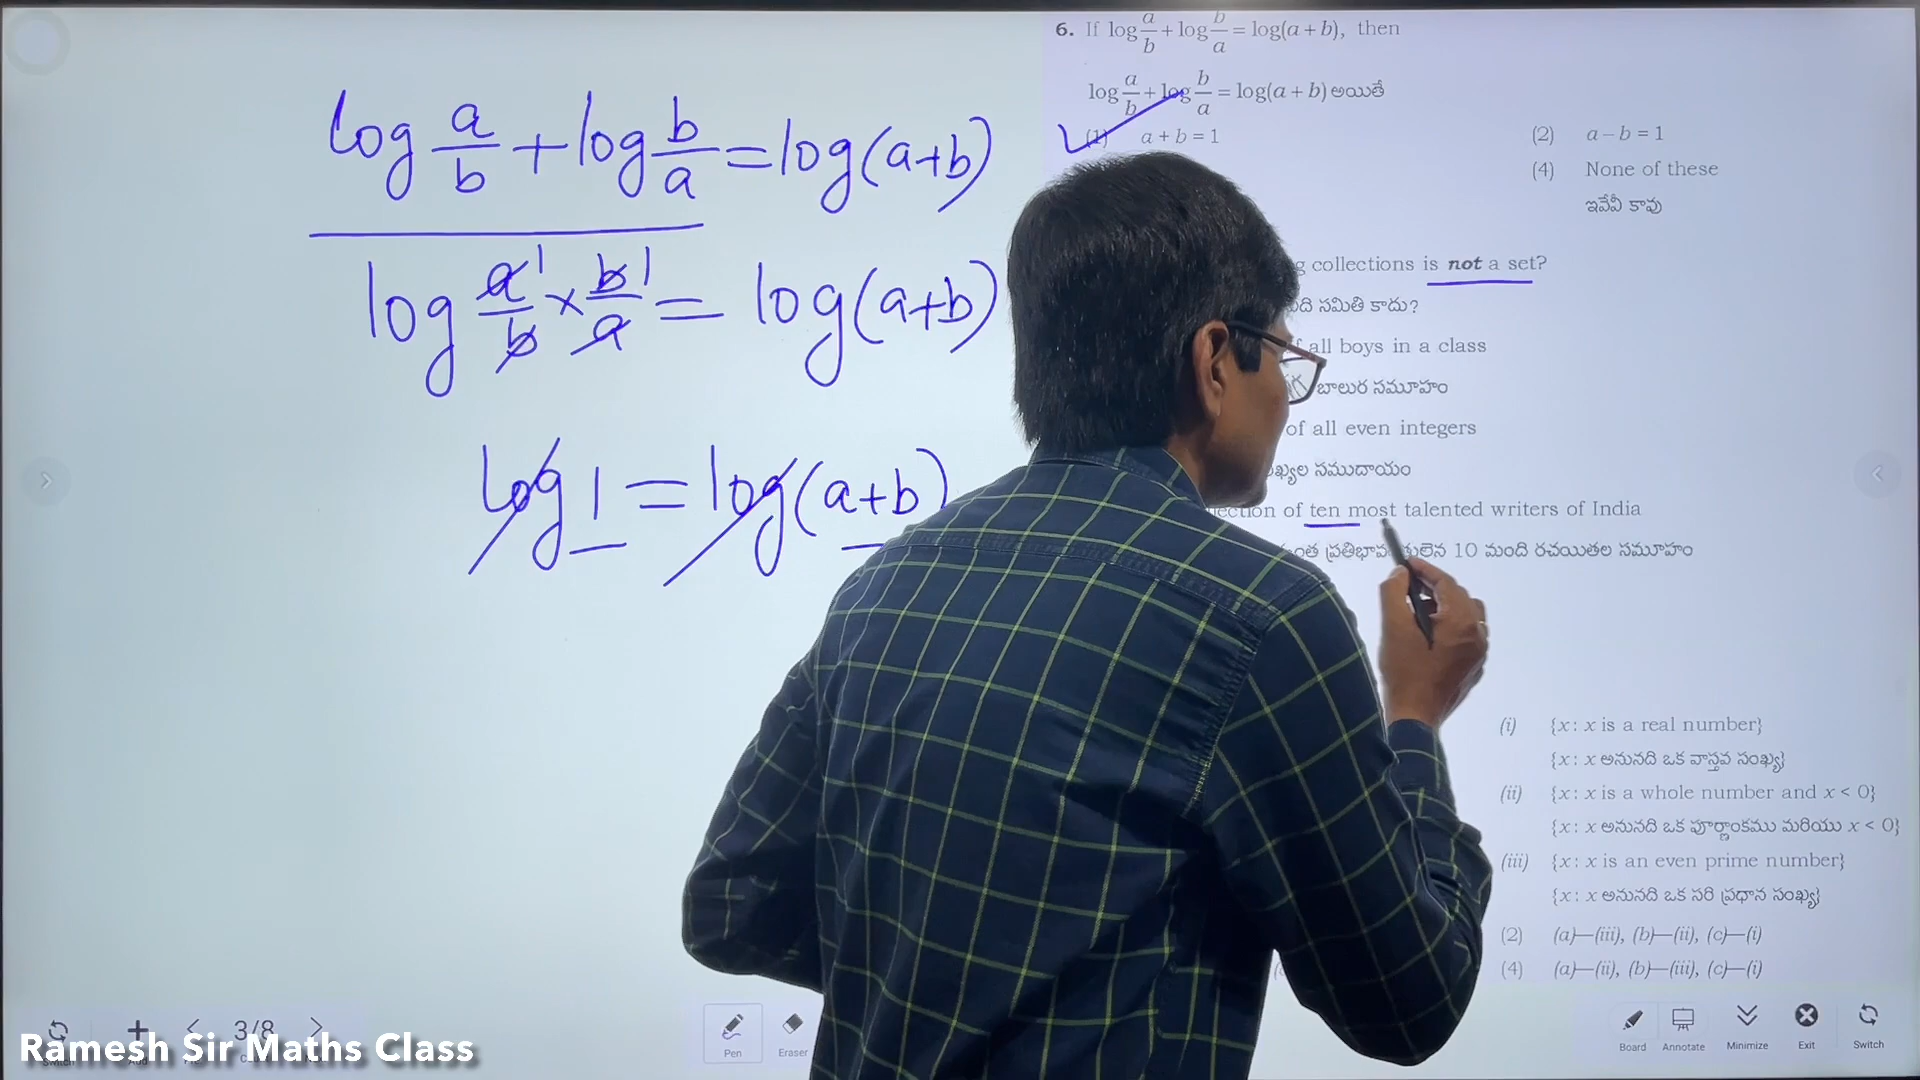 log a/b + log b/a = log(a+b)
log a/b × b/a = log(a+b)
log 1 = log(a+b)
6. If log a/b + log b/a = log(a+b), then
log a/b + log b/a = log(a+b) అయితే
(1) a+b=1
(2) a−b=1
(4) None of these
ఇవేవీ కావు
collections is not a set?
సమితి కాదు?
all boys in a class
బాలుర సమూహం
of all even integers
సముదాయం
of ten most talented writers of India
10 మంది రచయితల సమూహం
(i) {x : x is a real number}
{x : x అనునది ఒక వాస్తవ సంఖ్య}
(ii) {x : x is a whole number and x < 0}
{x : x అనునది ఒక పూర్ణాంకము మరియు x < 0}
(iii) {x : x is an even prime number}
{x : x అనునది ఒక సరి ప్రధాన సంఖ్య}
(2) (a)—(iii), (b)—(ii), (c)—(i)
(4) (a)—(ii), (b)—(iii), (c)—(i)
3/8
Pen Eraser
Board Annotate Minimize Exit Switch
Ramesh Sir Maths Class